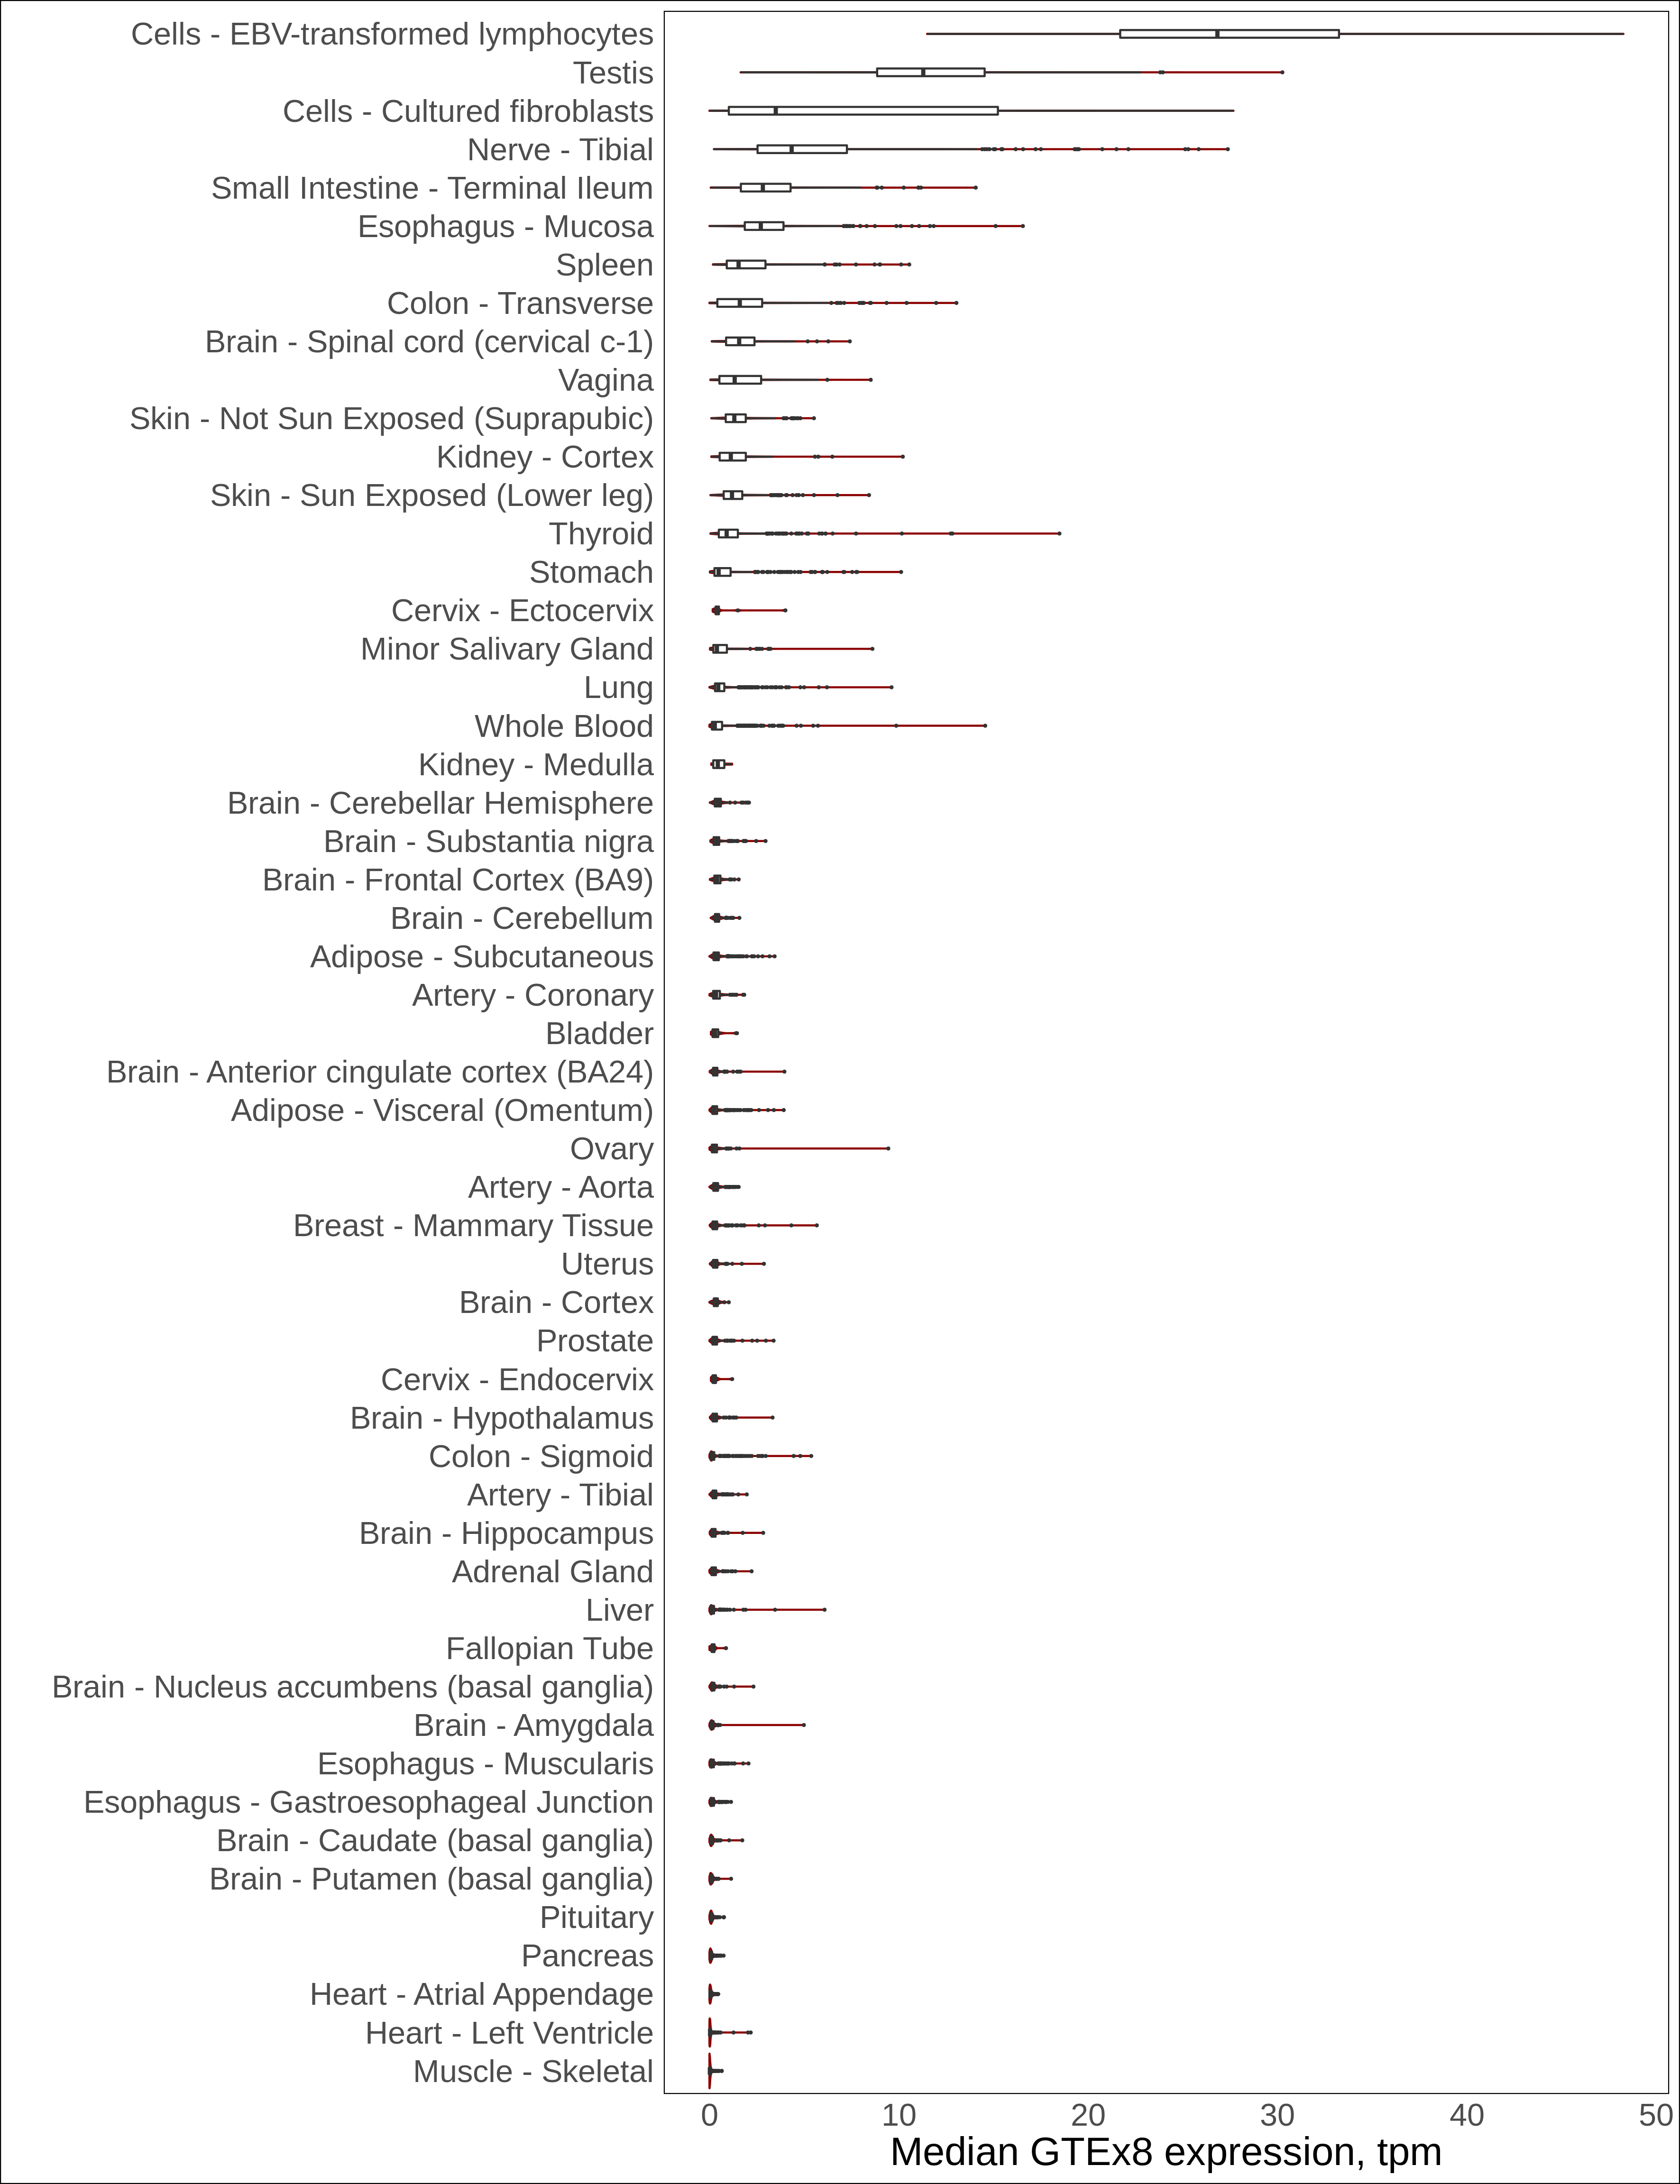 Cells - EBV-transformed lymphocytes
Testis
Cells - Cultured fibroblasts
Nerve - Tibial
Small Intestine - Terminal Ileum
Esophagus - Mucosa
Spleen
Colon - Transverse
Brain - Spinal cord (cervical c-1)
Vagina
Skin - Not Sun Exposed (Suprapubic)
Kidney - Cortex
Skin - Sun Exposed (Lower leg)
Thyroid
Stomach
Cervix - Ectocervix
Minor Salivary Gland
Lung
Whole Blood
Kidney - Medulla
Brain - Cerebellar Hemisphere
Brain - Substantia nigra
Brain - Frontal Cortex (BA9)
Brain - Cerebellum
Adipose - Subcutaneous
Artery - Coronary
Bladder
Brain - Anterior cingulate cortex (BA24)
Adipose - Visceral (Omentum)
Ovary
Artery - Aorta
Breast - Mammary Tissue
Uterus
Brain - Cortex
Prostate
Cervix - Endocervix
Brain - Hypothalamus
Colon - Sigmoid
Artery - Tibial
Brain - Hippocampus
Adrenal Gland
Liver
Fallopian Tube
Brain - Nucleus accumbens (basal ganglia)
Brain - Amygdala
Esophagus - Muscularis
Esophagus - Gastroesophageal Junction
Brain - Caudate (basal ganglia)
Brain - Putamen (basal ganglia)
Pituitary
Pancreas
Heart - Atrial Appendage
Heart - Left Ventricle
Muscle - Skeletal
0 10 20 30 40 50
Median GTEx8 expression, tpm